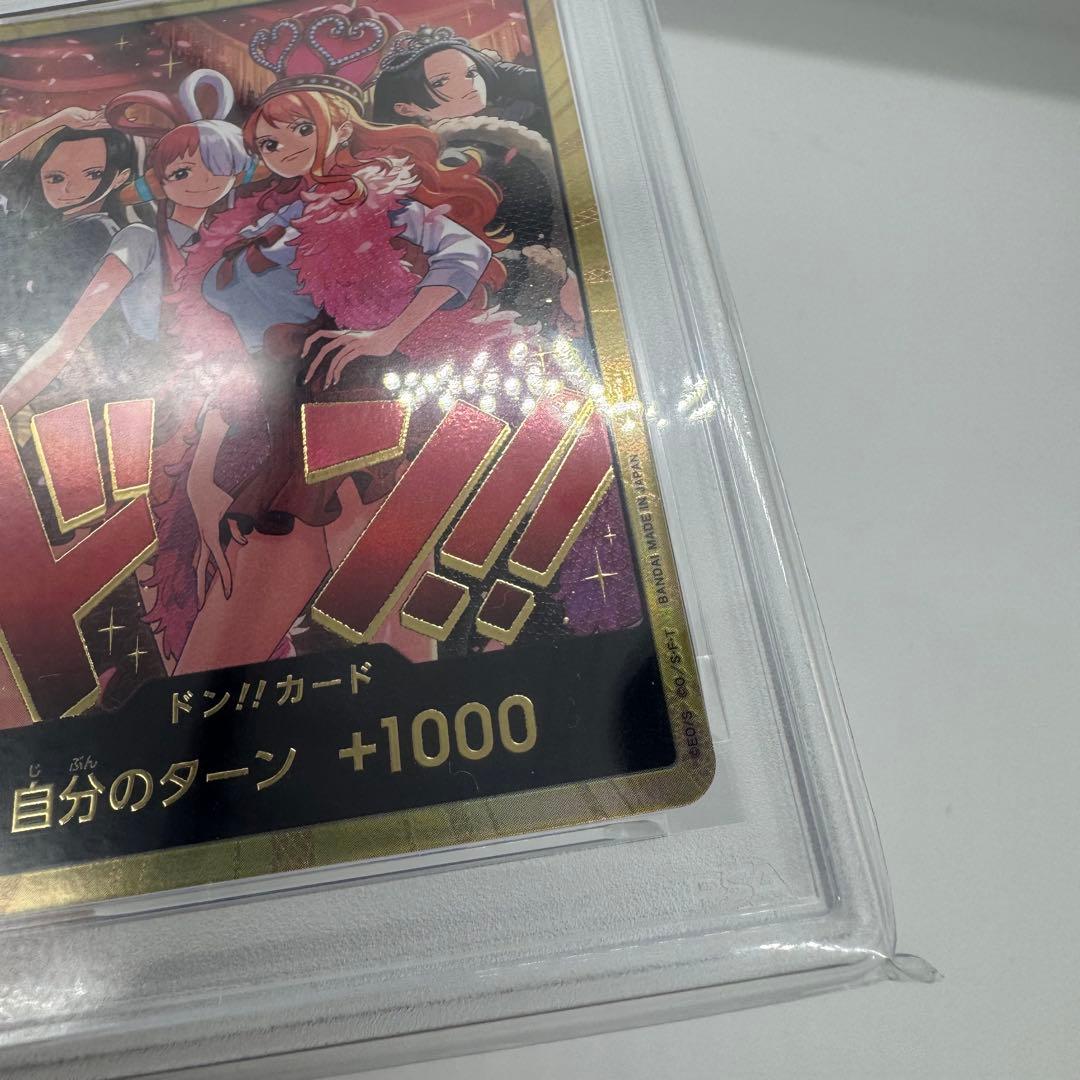 ドン!!
ドン!!カード
じ ぶん
自分のターン +1000
©EO/S ©O/S・F・T BANDAI MADE IN JAPAN
PSA